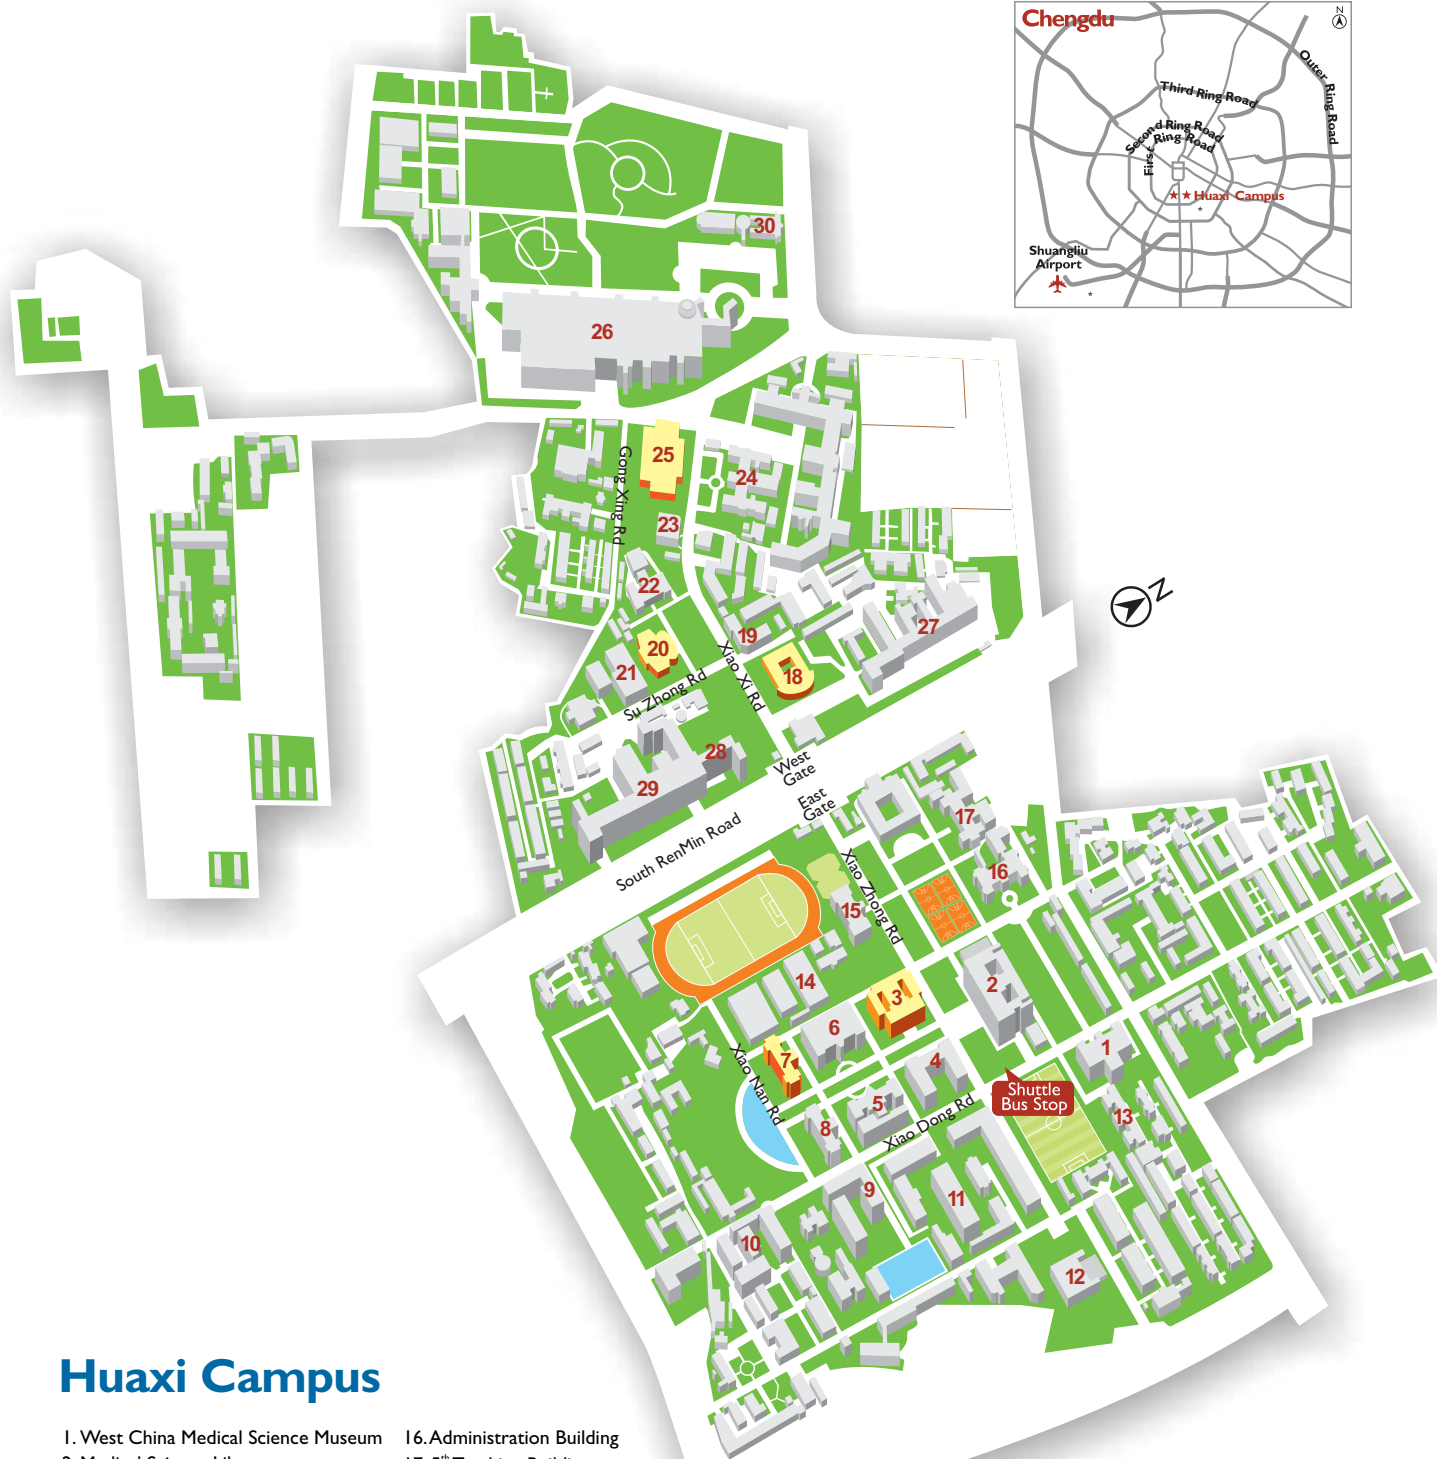 Chengdu
N
Outer Ring Road
Third Ring Road
Second Ring Road
First Ring Road
Huaxi Campus
Shuangliu
Airport
30
26
25
24
23
22
Gong Xing Rd
27
19
20
18
21
Xiao Xi Rd
Su Zhong Rd
N
28
29
West
Gate
East
Gate
South RenMin Road
17
16
Xiao Zhong Rd
15
14
2
3
6
7
1
4
Xiao Nan Rd
Shuttle
Bus Stop
5
8
Xiao Dong Rd
13
9
11
10
12
Huaxi Campus
1. West China Medical Science Museum
16. Administration Building